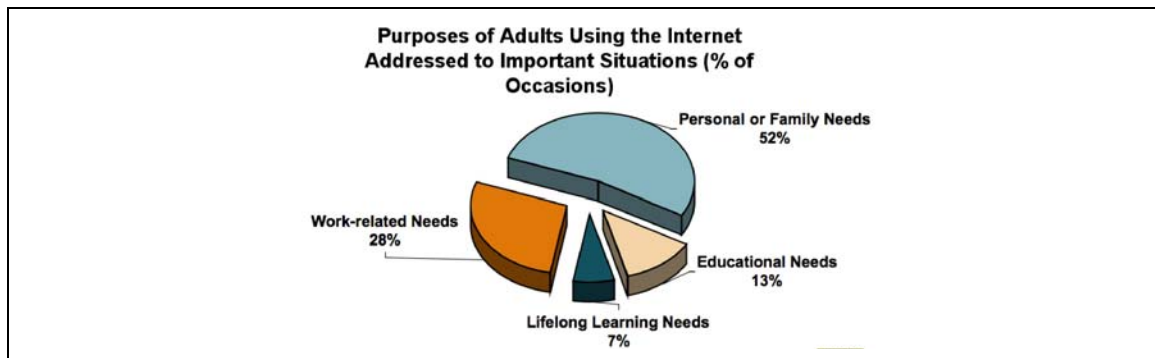 Purposes of Adults Using the Internet
Addressed to Important Situations (% of
Occasions)
Personal or Family Needs
52%
Work-related Needs
28%
Educational Needs
13%
Lifelong Learning Needs
7%